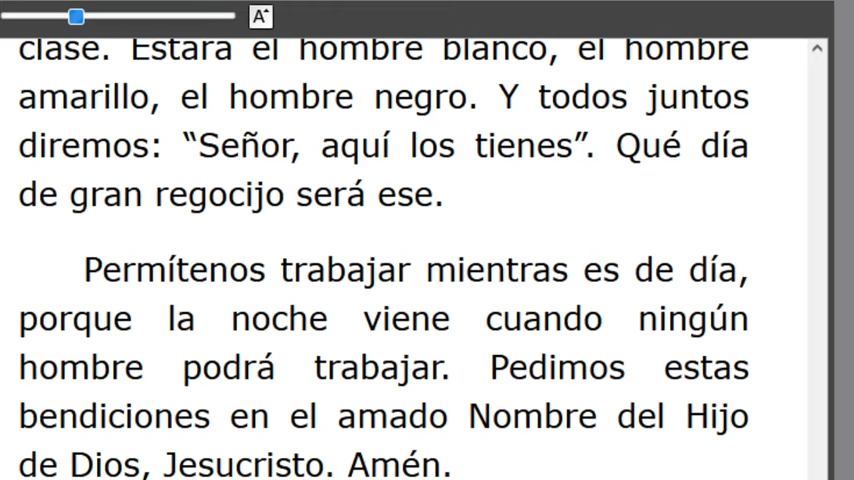 A
clase. Estará el hombre blanco, el hombre
amarillo, el hombre negro. Y todos juntos
diremos: “Señor, aquí los tienes”. Qué día
de gran regocijo será ese.
Permítenos trabajar mientras es de día,
porque la noche viene cuando ningún
hombre podrá trabajar. Pedimos estas
bendiciones en el amado Nombre del Hijo
de Dios, Jesucristo. Amén.